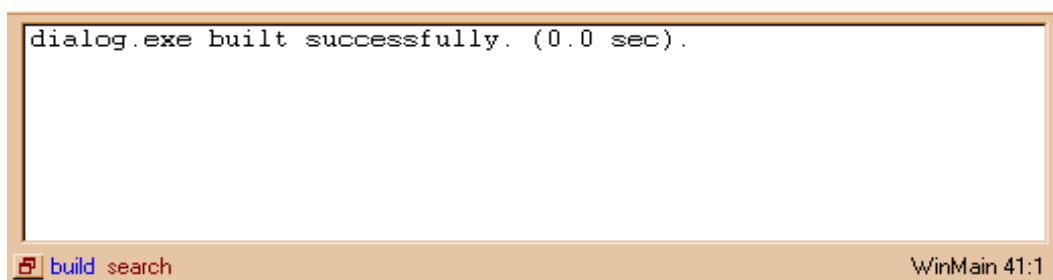 dialog.exe built successfully. (0.0 sec).
build search WinMain 41:1